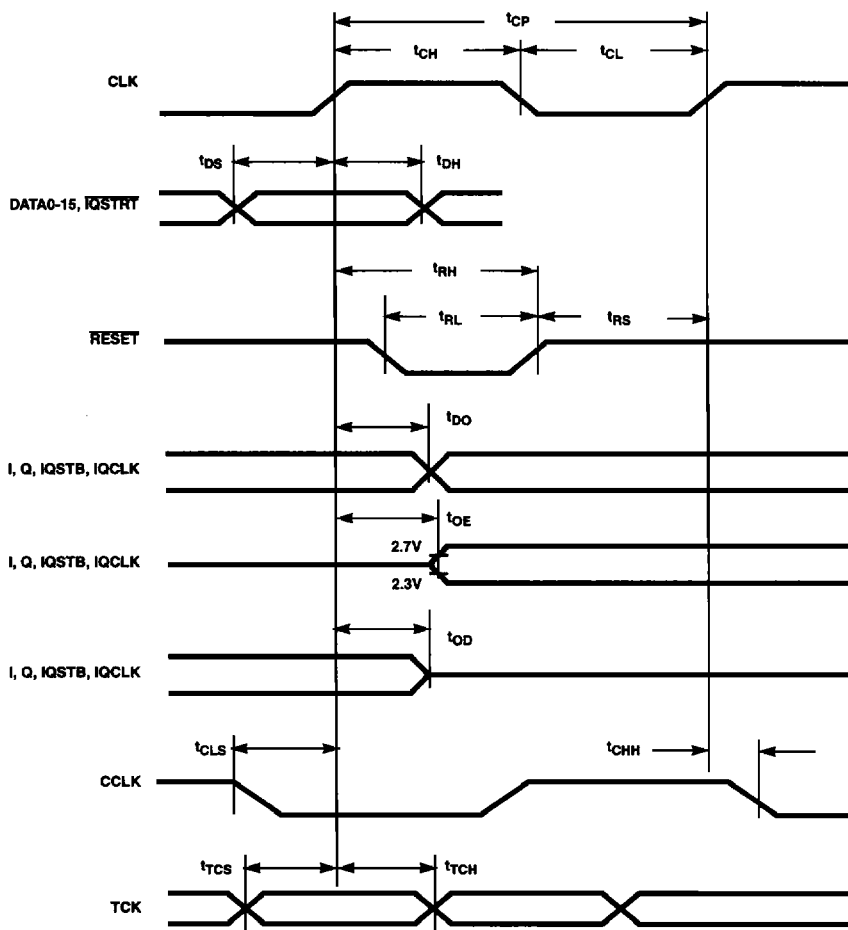 tCP
tCH tCL
CLK
tDS tDH
DATA0-15, IQSTRT
tRH
tRL tRS
RESET
tDO
I, Q, IQSTB, IQCLK
tOE
2.7V
I, Q, IQSTB, IQCLK
2.3V
tOD
I, Q, IQSTB, IQCLK
tCLS tCHH
CCLK
tTCS tTCH
TCK